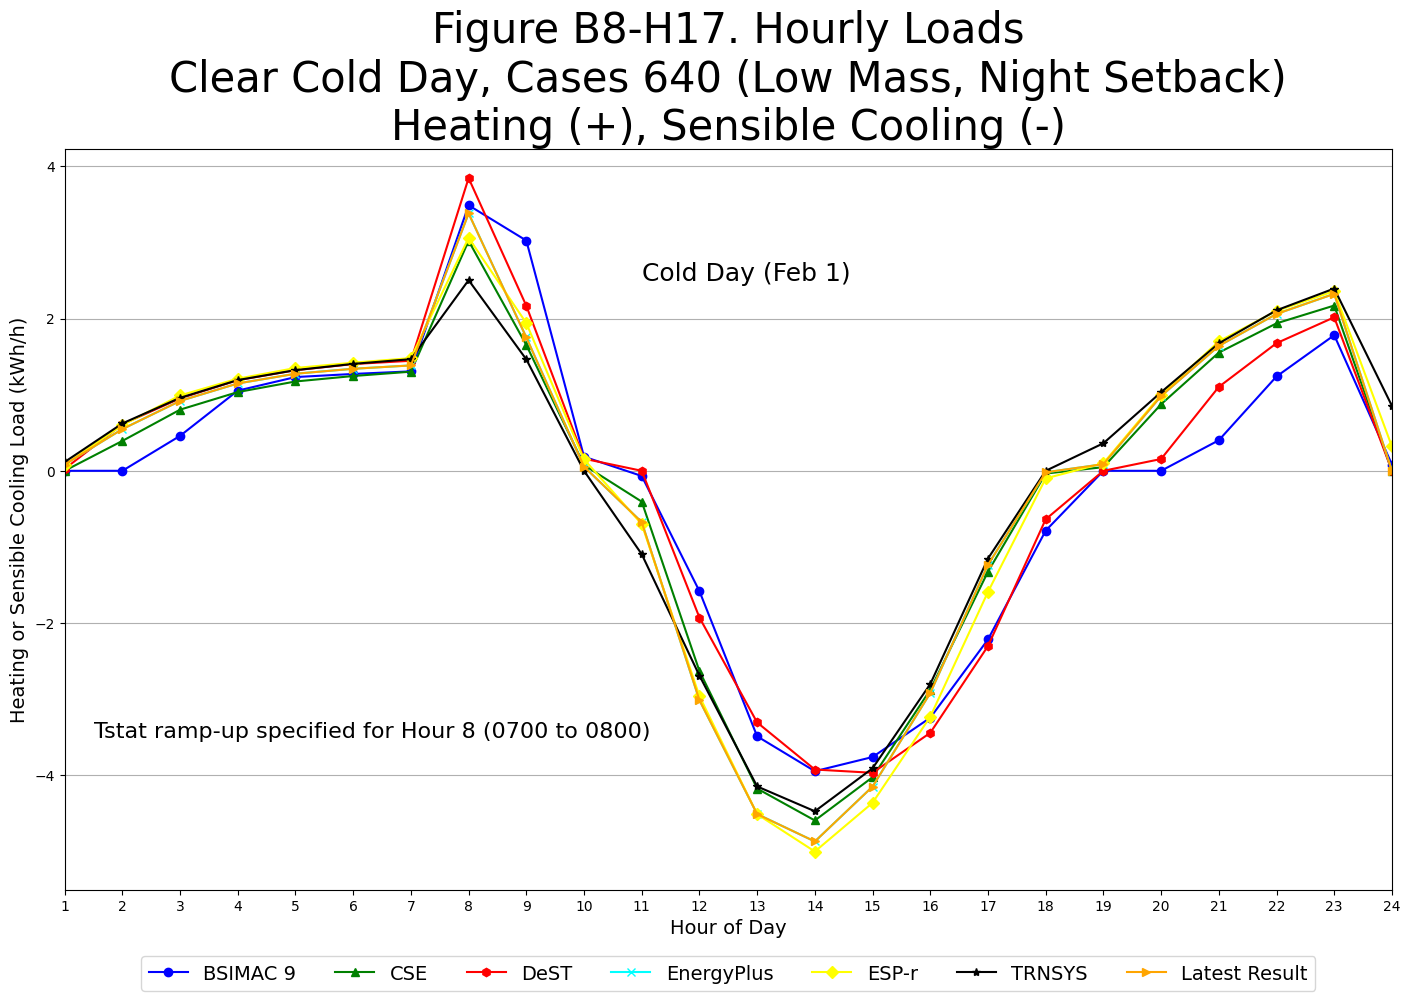 Figure B8-H17. Hourly Loads
Clear Cold Day, Cases 640 (Low Mass, Night Setback)
Heating (+), Sensible Cooling (-)
Heating or Sensible Cooling Load (kWh/h)
4
2
0
−2
−4
Cold Day (Feb 1)
Tstat ramp-up specified for Hour 8 (0700 to 0800)
1 2 3 4 5 6 7 8 9 10 11 12 13 14 15 16 17 18 19 20 21 22 23 24
Hour of Day
BSIMAC 9 CSE DeST EnergyPlus ESP-r TRNSYS Latest Result